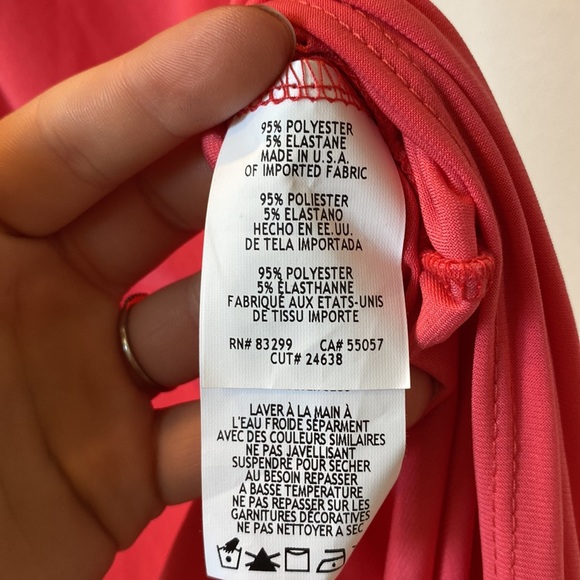 95% POLYESTER
5% ELASTANE
MADE IN U.S.A.
OF IMPORTED FABRIC
95% POLIESTER
5% ELASTANO
HECHO EN EE.UU.
DE TELA IMPORTADA
95% POLYESTER
5% ÉLASTHANNE
FABRIQUÉ AUX ETATS-UNIS
DE TISSU IMPORTE
RN# 83299 CA# 55057
CUT# 24638
LAVER À LA MAIN À
L'EAU FROIDE SÉPARMENT
AVEC DES COULEURS SIMILAIRES
NE PAS JAVELLISANT
SUSPENDRE POUR SÉCHER
AU BESOIN REPASSER
A BASSE TEMPÉRATURE
NE PAS REPASSER SUR LES
GARNITURES DÉCORATIVES
NE PAS NETTOYER A SEC